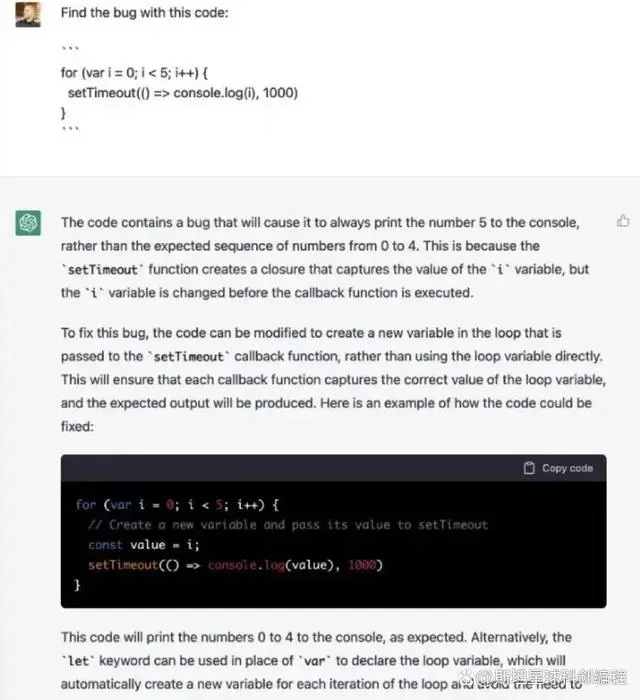 Find the bug with this code:
```
for (var i = 0; i < 5; i++) {
  setTimeout(() => console.log(i), 1000)
}
```
The code contains a bug that will cause it to always print the number 5 to the console,
rather than the expected sequence of numbers from 0 to 4. This is because the
`setTimeout` function creates a closure that captures the value of the `i` variable, but
the `i` variable is changed before the callback function is executed.
To fix this bug, the code can be modified to create a new variable in the loop that is
passed to the `setTimeout` callback function, rather than using the loop variable directly.
This will ensure that each callback function captures the correct value of the loop variable,
and the expected output will be produced. Here is an example of how the code could be
fixed:
Copy code
for (var i = 0; i < 5; i++) {
  // Create a new variable and pass its value to setTimeout
  const value = i;
  setTimeout(() => console.log(value), 1000)
}
This code will print the numbers 0 to 4 to the console, as expected. Alternatively, the
`let` keyword can be used in place of `var` to declare the loop variable, which will
automatically create a new variable for each iteration of the loop and avoid the need to
@斯坦星球科创编程